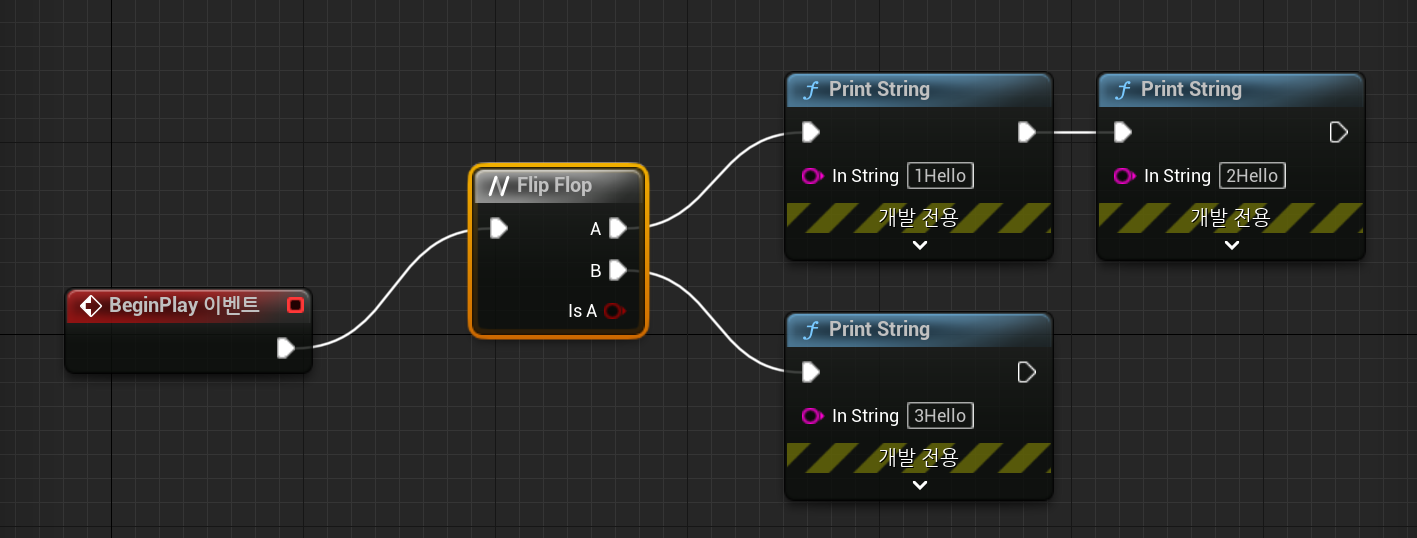 BeginPlay 이벤트
Flip Flop
A
B
Is A
Print String
In String 1Hello
개발 전용
Print String
In String 2Hello
개발 전용
Print String
In String 3Hello
개발 전용